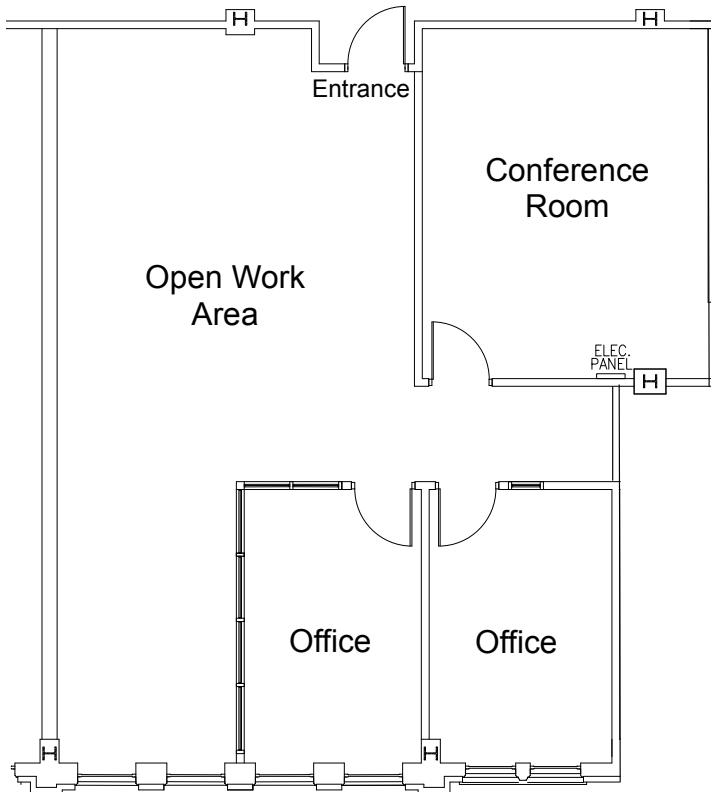 Entrance
Conference
Room
Open Work
Area
ELEC.
PANEL
Office
Office